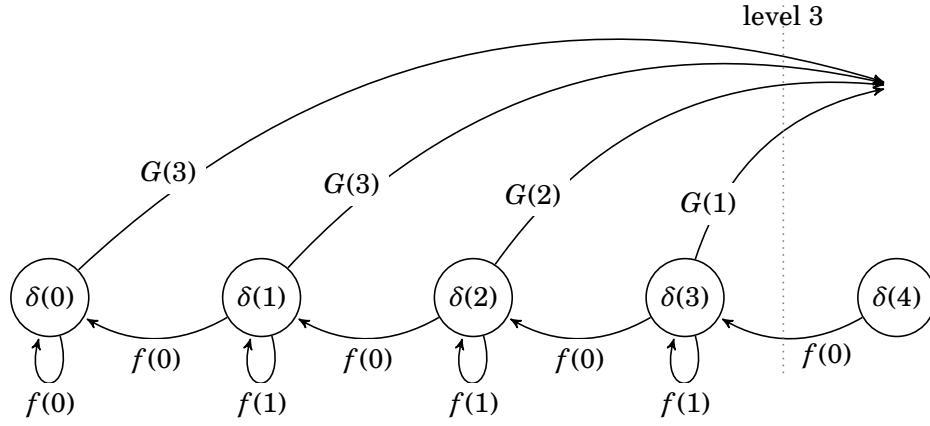 level 3
G(3)
G(3)
G(2)
G(1)
δ(0)
δ(1)
δ(2)
δ(3)
δ(4)
f(0)
f(0)
f(0)
f(0)
f(0)
f(1)
f(1)
f(1)